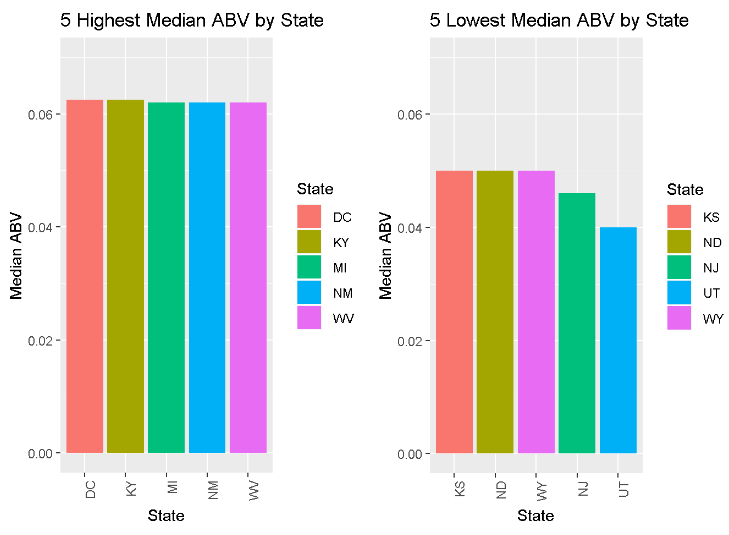 5 Highest Median ABV by State
Median ABV
0.06
0.04
0.02
0.00
DC
KY
MI
NM
WV
State
State
DC
KY
MI
NM
WV
5 Lowest Median ABV by State
Median ABV
0.06
0.04
0.02
0.00
KS
ND
WY
NJ
UT
State
State
KS
ND
NJ
UT
WY